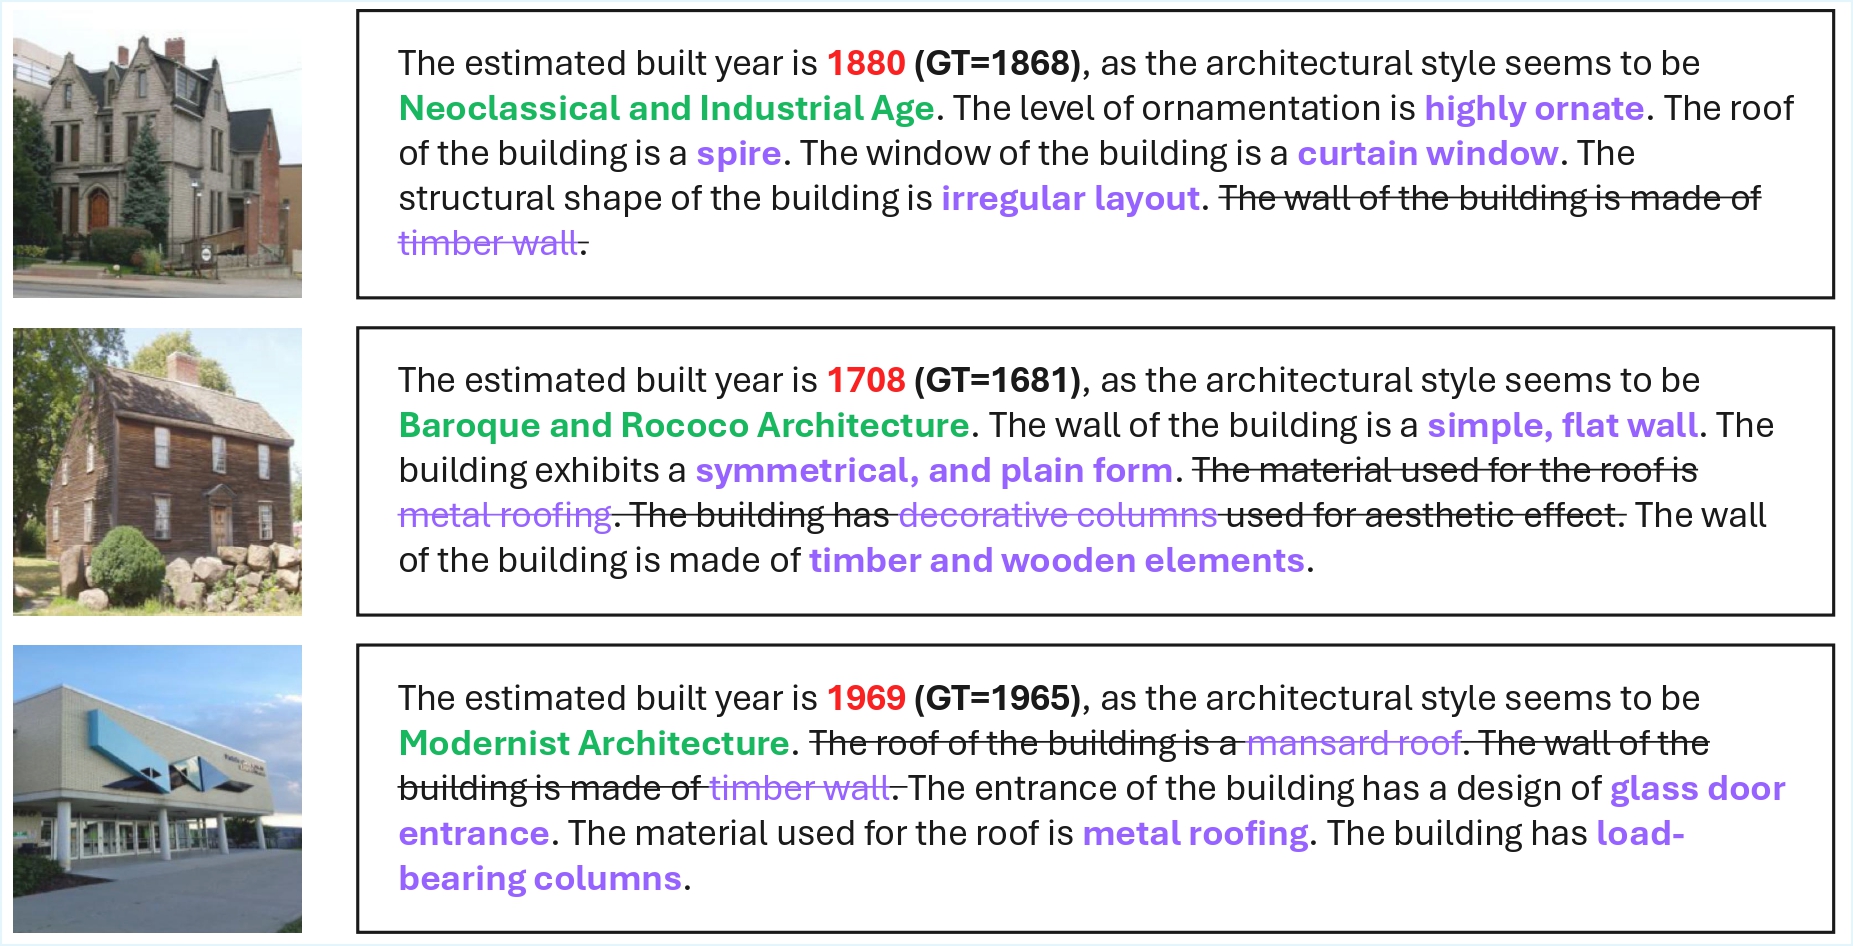 The estimated built year is 1880 (GT=1868), as the architectural style seems to be
Neoclassical and Industrial Age. The level of ornamentation is highly ornate. The roof
of the building is a spire. The window of the building is a curtain window. The
structural shape of the building is irregular layout. The wall of the building is made of
timber wall.
The estimated built year is 1708 (GT=1681), as the architectural style seems to be
Baroque and Rococo Architecture. The wall of the building is a simple, flat wall. The
building exhibits a symmetrical, and plain form. The material used for the roof is
metal roofing. The building has decorative columns used for aesthetic effect. The wall
of the building is made of timber and wooden elements.
The estimated built year is 1969 (GT=1965), as the architectural style seems to be
Modernist Architecture. The roof of the building is a mansard roof. The wall of the
building is made of timber wall. The entrance of the building has a design of glass door
entrance. The material used for the roof is metal roofing. The building has load-
bearing columns.